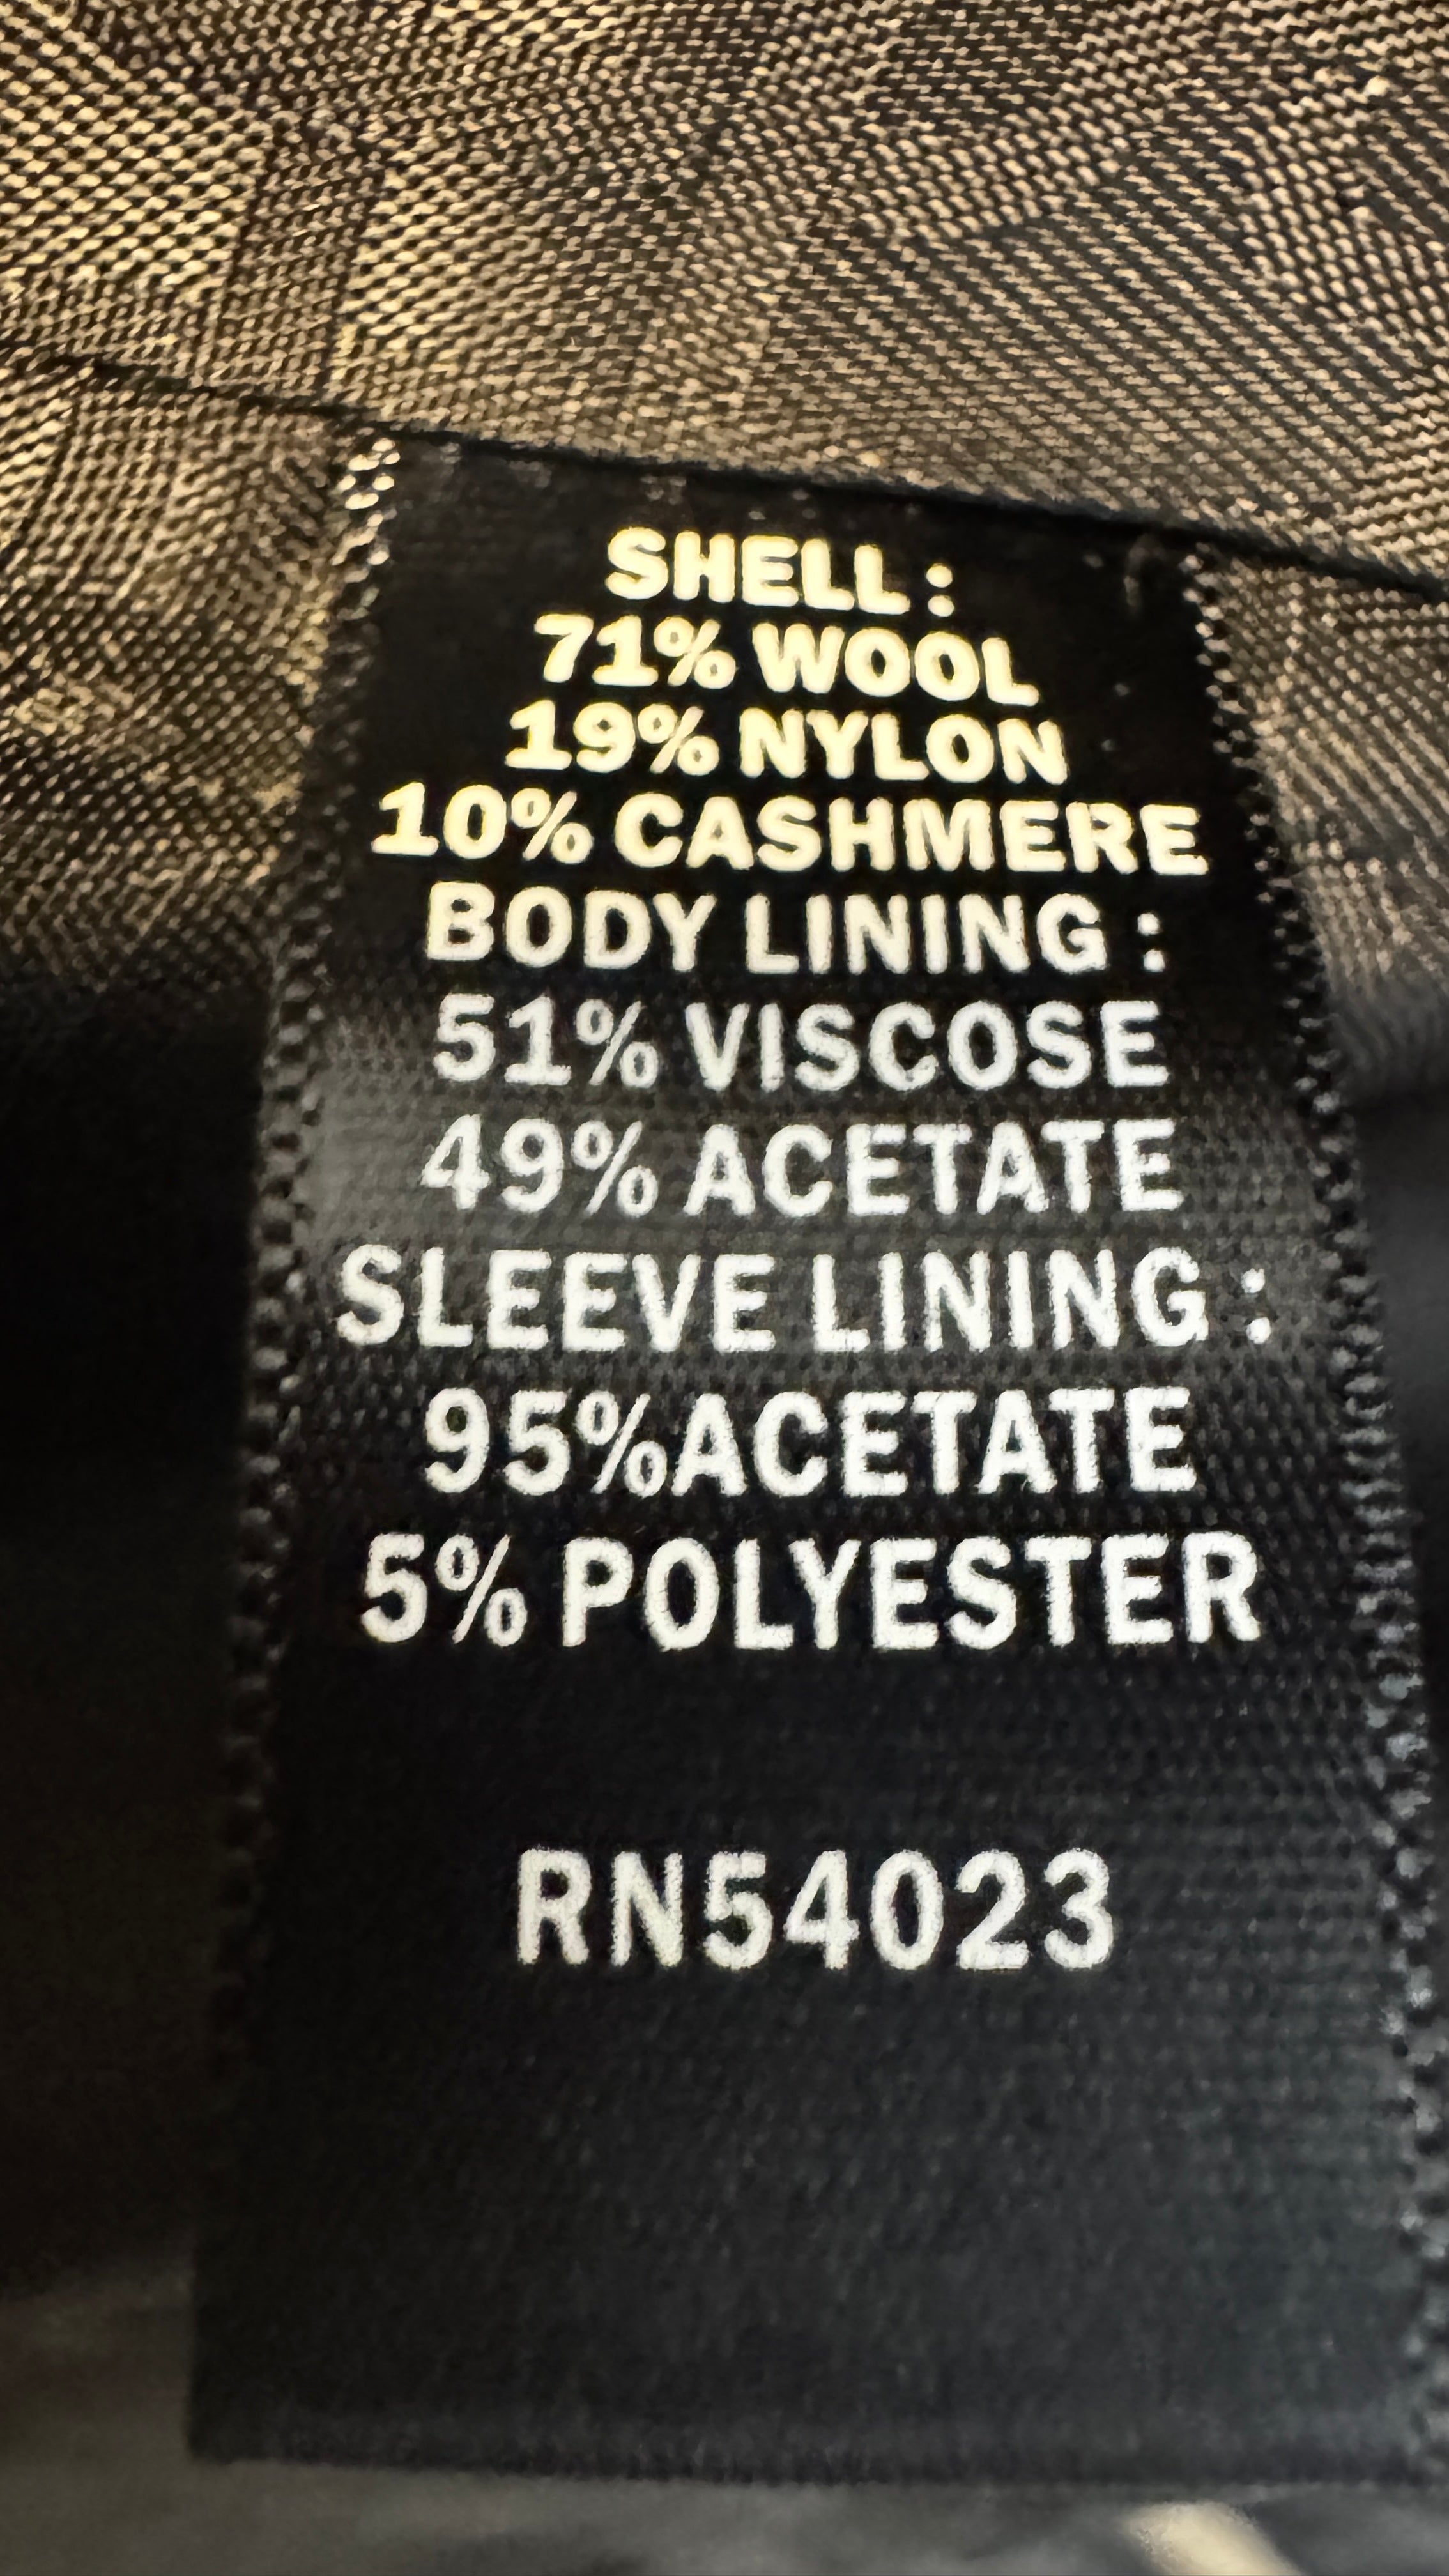 SHELL :
71% WOOL
19% NYLON
10% CASHMERE
BODY LINING :
51% VISCOSE
49% ACETATE
SLEEVE LINING :
95%ACETATE
5% POLYESTER
RN54023